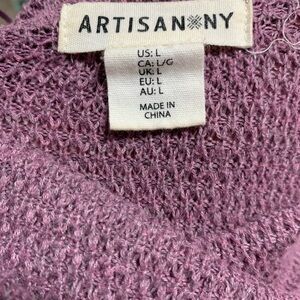 ARTISAN NY
US: L
CA: L/G
UK: L
EU: L
AU: L
MADE IN
CHINA